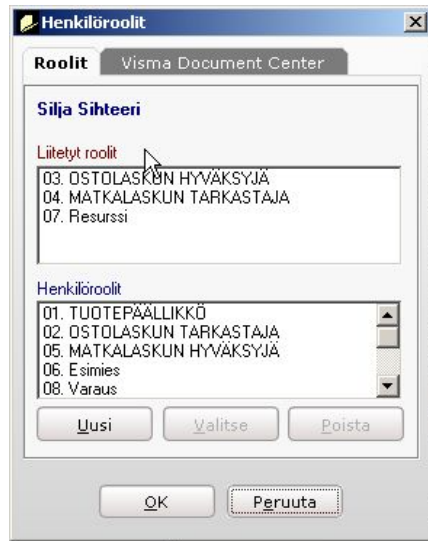 Henkilöroolit
Roolit Visma Document Center
Silja Sihteeri
Liitetyt roolit
03. OSTOLASKUN HYVÄKSYJÄ
04. MATKALASKUN TARKASTAJA
07. Resurssi
Henkilöroolit
01. TUOTEPÄÄLLIKKÖ
02. OSTOLASKUN TARKASTAJA
05. MATKALASKUN HYVÄKSYJÄ
06. Esimies
08. Varaus
Uusi Valitse Poista
OK Peruuta